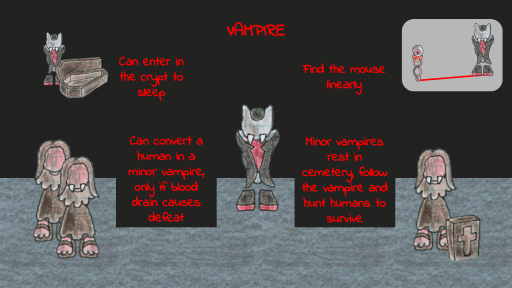 VAMPIRE
Can enter in
the crypt to
sleep
Find the mouse
linearly
Can convert a
human in a
minor vampire,
only if blood
drain causes
defeat
Minor vampires
rest in
cemetery, follow
the vampire and
hunt humans to
survive